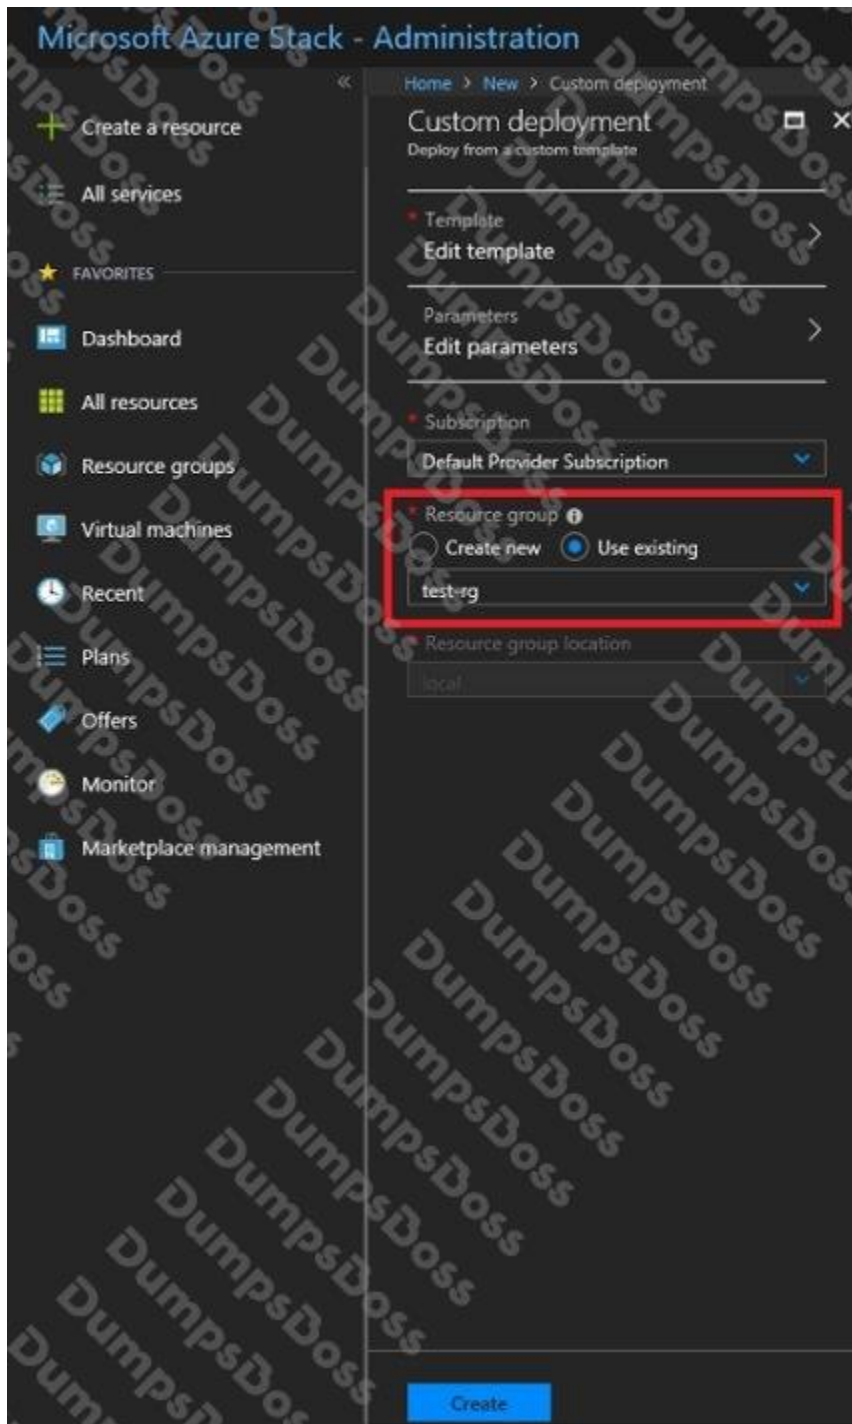 Microsoft Azure Stack - Administration
«
Home > New > Custom deployment
Custom deployment
Deploy from a custom template
Create a resource
All services
FAVORITES
Dashboard
All resources
Resource groups
Virtual machines
Recent
Plans
Offers
Monitor
Marketplace management
* Template
Edit template
Parameters
Edit parameters
* Subscription
Default Provider Subscription
* Resource group
Create new Use existing
test-rg
* Resource group location
local
Create
DumpsDoss